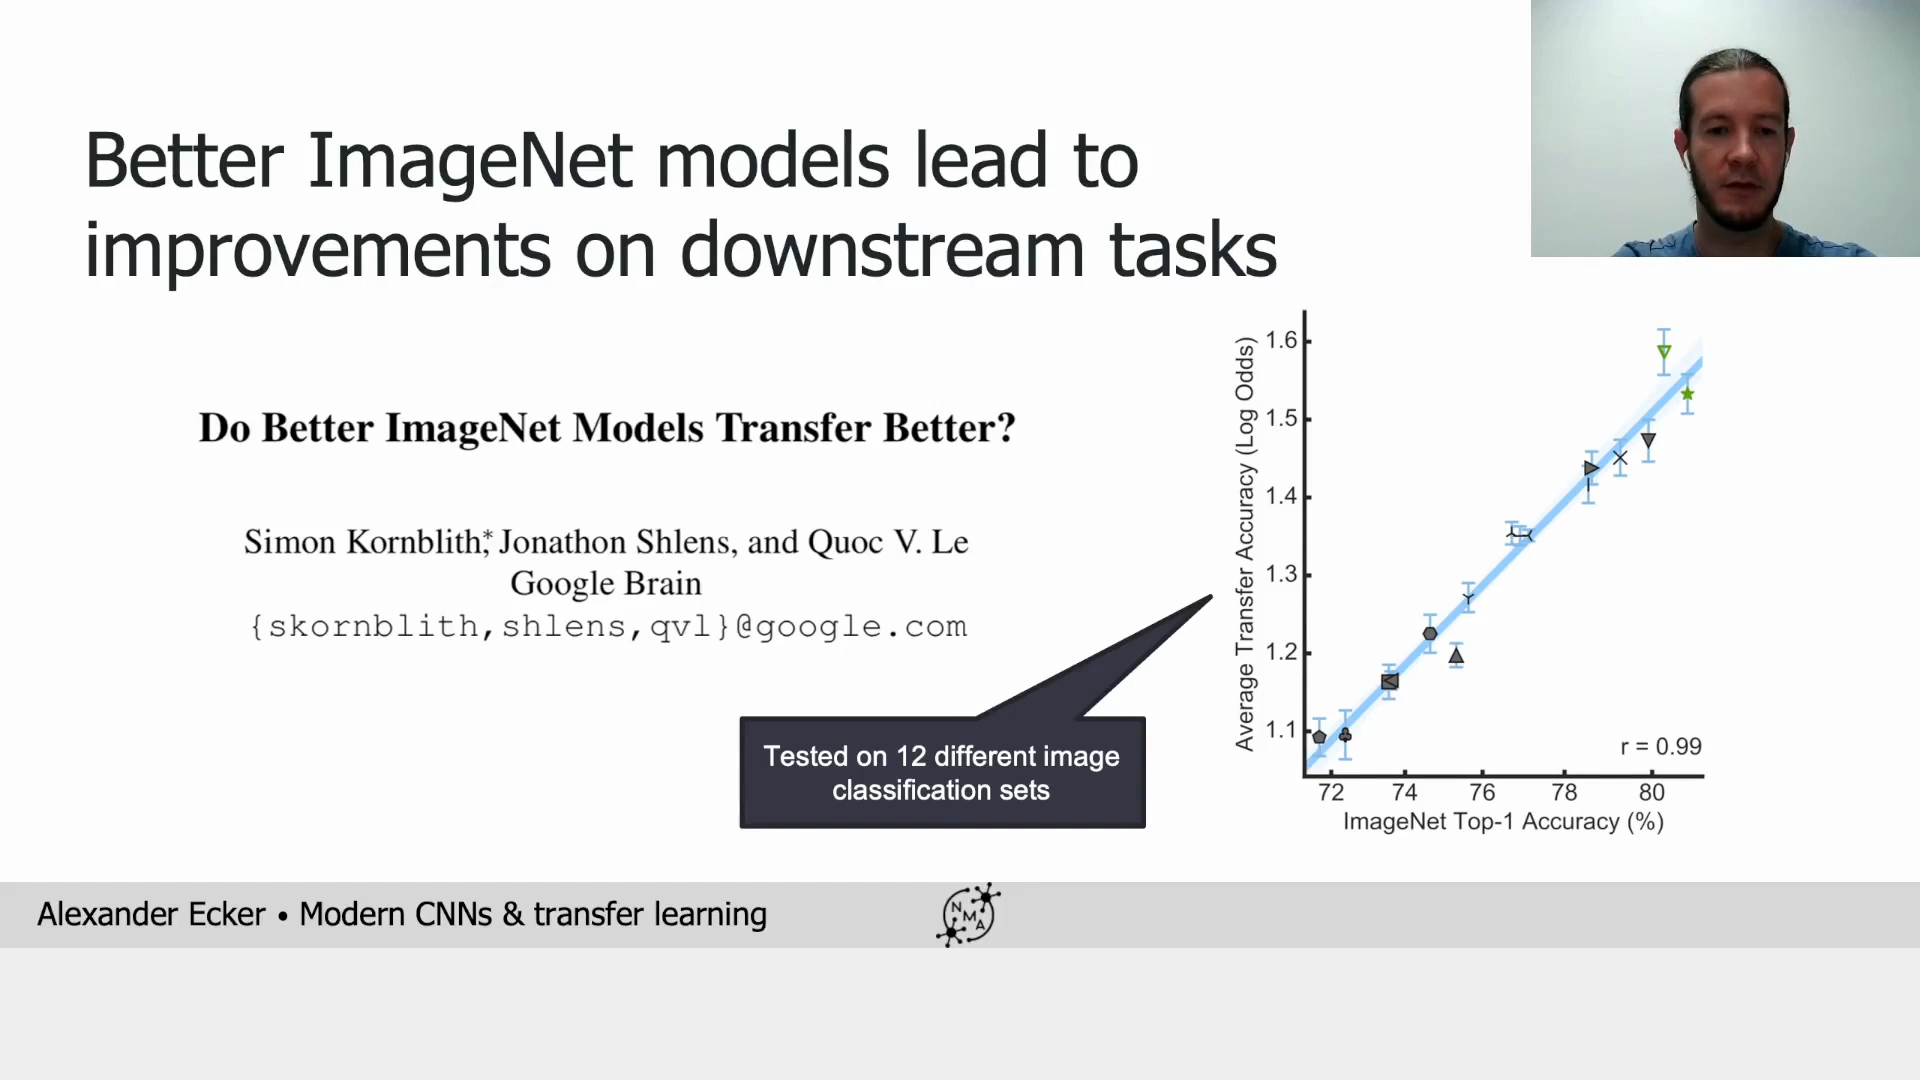 Better ImageNet models lead to
improvements on downstream tasks
Do Better ImageNet Models Transfer Better?
Simon Kornblith,* Jonathon Shlens, and Quoc V. Le
Google Brain
{skornblith,shlens,qvl}@google.com
Tested on 12 different image
classification sets
Average Transfer Accuracy (Log Odds)
1.6
1.5
1.4
1.3
1.2
1.1
r = 0.99
72 74 76 78 80
ImageNet Top-1 Accuracy (%)
Alexander Ecker • Modern CNNs & transfer learning
NMA